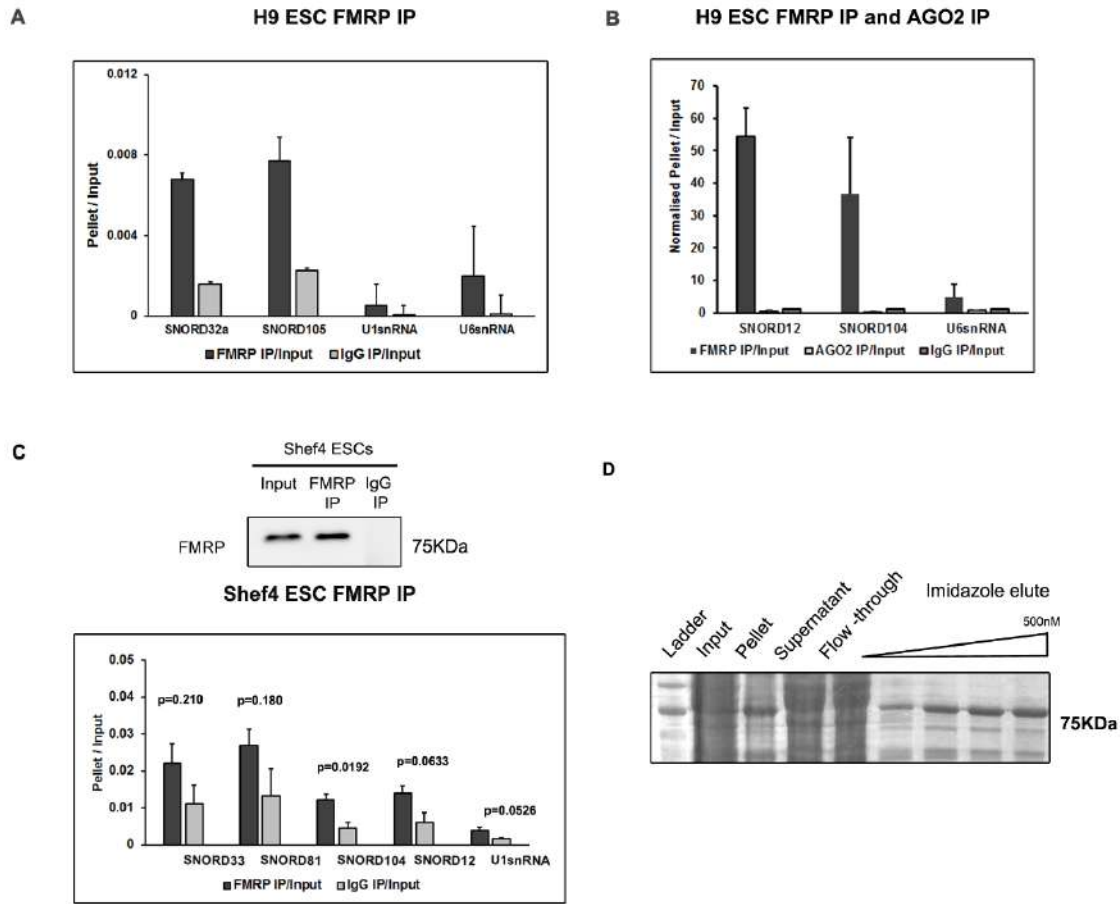 A
H9 ESC FMRP IP
0.012
0.008
0.004
0
Pellet / Input
SNORD32a SNORD105 U1snRNA U6snRNA
FMRP IP/Input IgG IP/Input
B
H9 ESC FMRP IP and AGO2 IP
70
60
50
40
30
20
10
0
Normalised Pellet / Input
SNORD12 SNORD104 U6snRNA
FMRP IP/Input AGO2 IP/Input IgG IP/Input
C
Shef4 ESCs
Input FMRP IgG
IP IP
FMRP 75KDa
Shef4 ESC FMRP IP
0.05
0.04
0.03
0.02
0.01
0
Pellet / Input
p=0.210 p=0.180 p=0.0192 p=0.0633 p=0.0526
SNORD33 SNORD81 SNORD104 SNORD12 U1snRNA
FMRP IP/Input IgG IP/Input
D
Ladder
Input
Pellet
Supernatant
Flow -through
Imidazole elute
500nM
75KDa